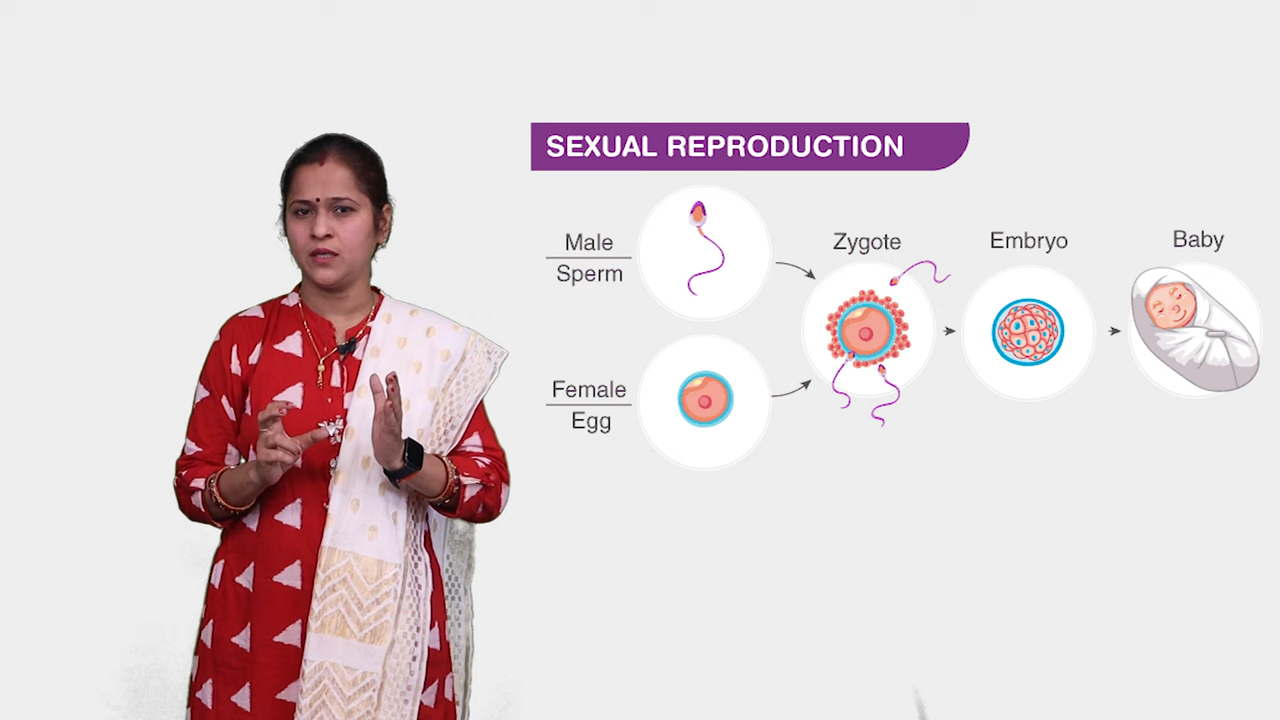 SEXUAL REPRODUCTION
Male
Sperm
Female
Egg
Zygote
Embryo
Baby